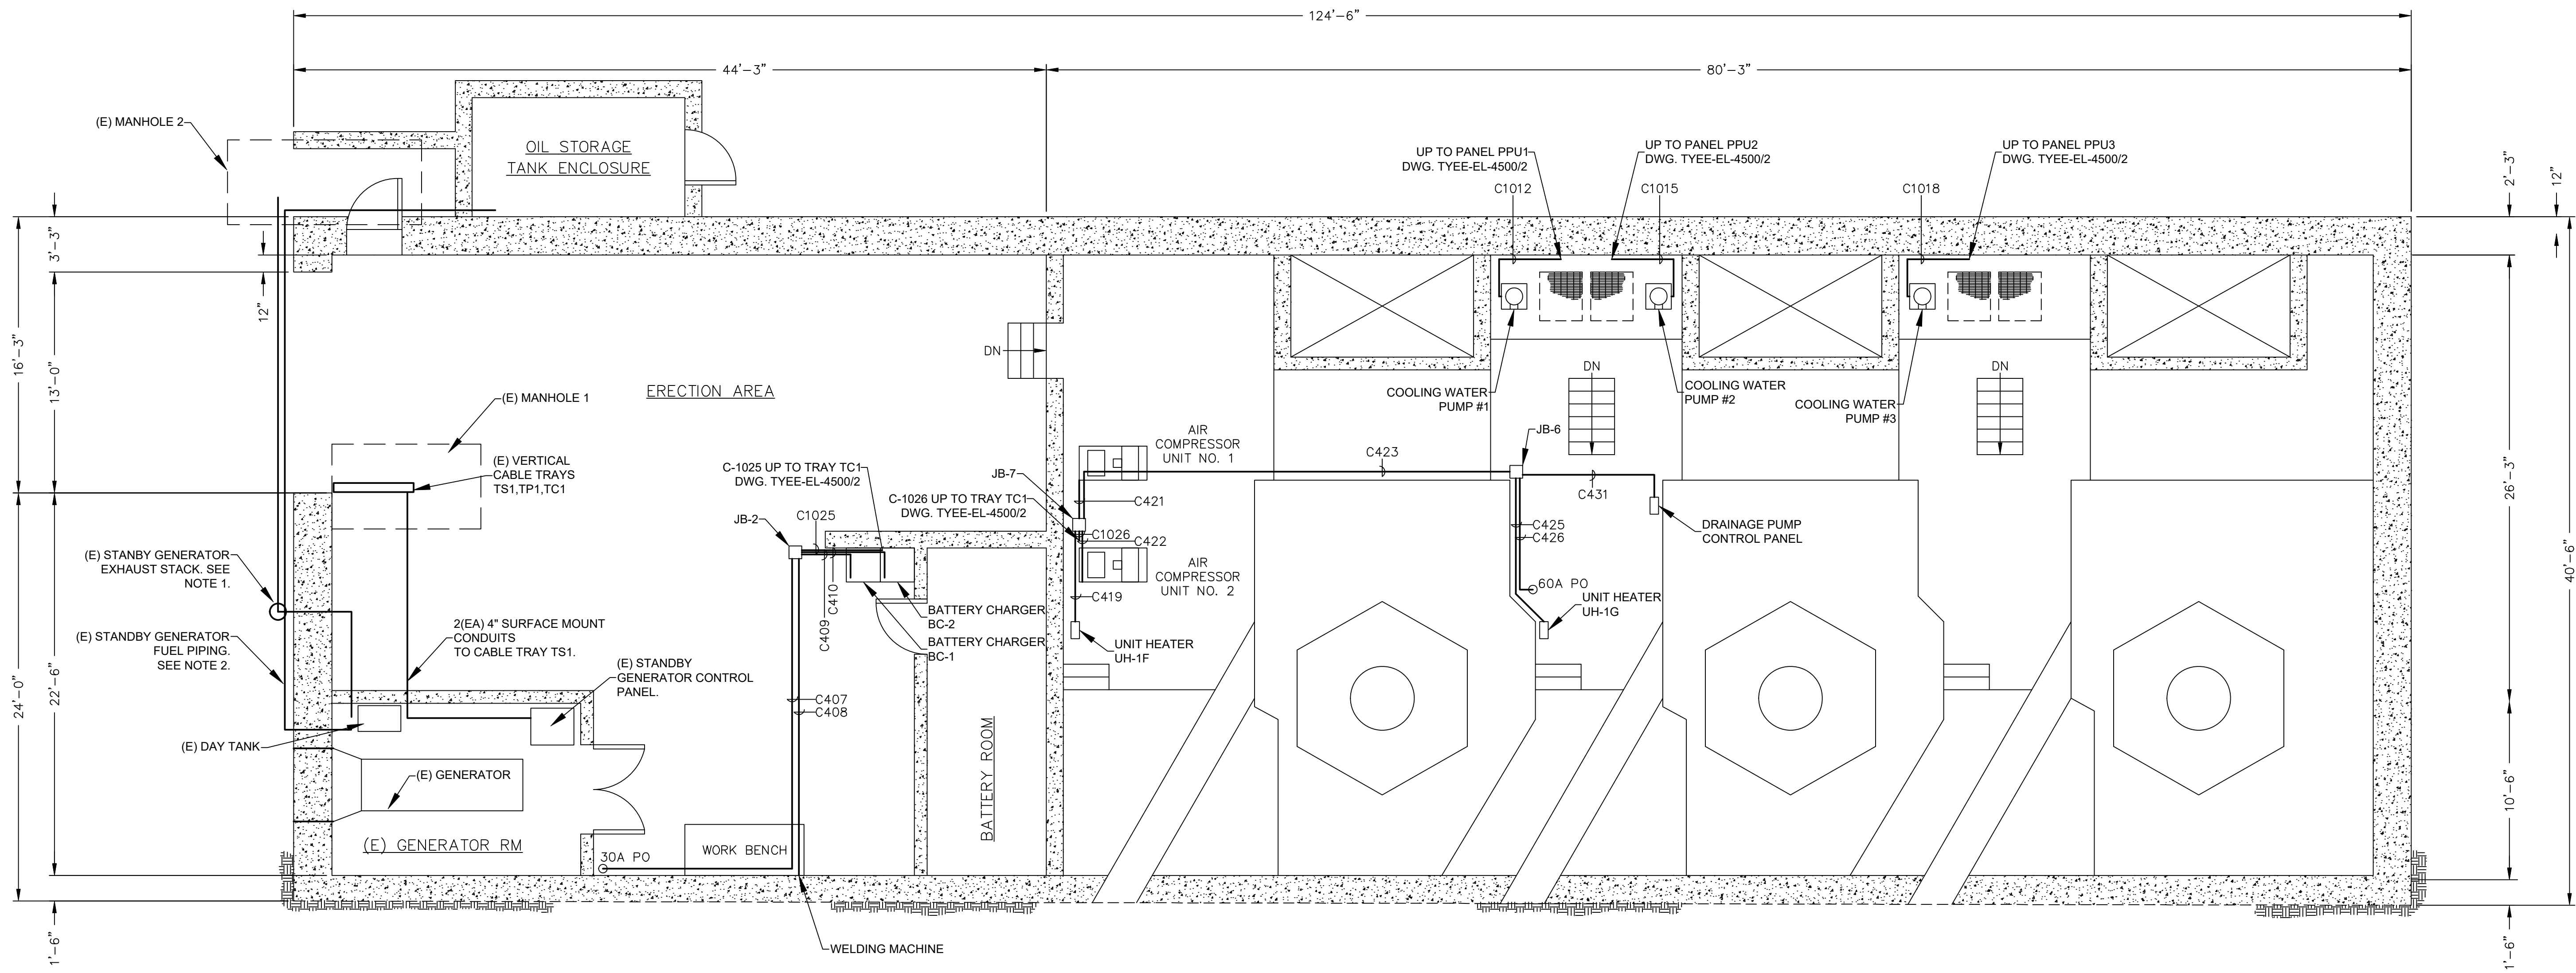 124'-6"
44'-3"
80'-3"
(E) MANHOLE 2
OIL STORAGE
TANK ENCLOSURE
UP TO PANEL PPU1
DWG. TYEE-EL-4500/2
UP TO PANEL PPU2
DWG. TYEE-EL-4500/2
UP TO PANEL PPU3
DWG. TYEE-EL-4500/2
C1012
C1015
C1018
2'-3"
12"
3'-3"
12"
16'-3"
13'-0"
DN
ERECTION AREA
(E) MANHOLE 1
(E) VERTICAL
CABLE TRAYS
TS1,TP1,TC1
COOLING WATER
PUMP #1
DN
COOLING WATER
PUMP #2
COOLING WATER
PUMP #3
DN
AIR
COMPRESSOR
UNIT NO. 1
C423
JB-6
C-1025 UP TO TRAY TC1
DWG. TYEE-EL-4500/2
JB-7
C-1026 UP TO TRAY TC1
DWG. TYEE-EL-4500/2
C421
C431
26'-3"
JB-2
C1025
C1026
C422
C425
C426
DRAINAGE PUMP
CONTROL PANEL
(E) STANBY GENERATOR
EXHAUST STACK. SEE
NOTE 1.
AIR
COMPRESSOR
UNIT NO. 2
C409
C410
C419
60A PO
UNIT HEATER
UH-1G
40'-6"
BATTERY CHARGER
BC-2
BATTERY CHARGER
BC-1
UNIT HEATER
UH-1F
(E) STANDBY GENERATOR
FUEL PIPING.
SEE NOTE 2.
2(EA) 4" SURFACE MOUNT
CONDUITS
TO CABLE TRAY TS1.
(E) STANDBY
GENERATOR CONTROL
PANEL.
24'-0"
22'-6"
C407
C408
(E) DAY TANK
(E) GENERATOR
BATTERY ROOM
10'-6"
(E) GENERATOR RM
30A PO
WORK BENCH
WELDING MACHINE
1'-6"
1'-6"